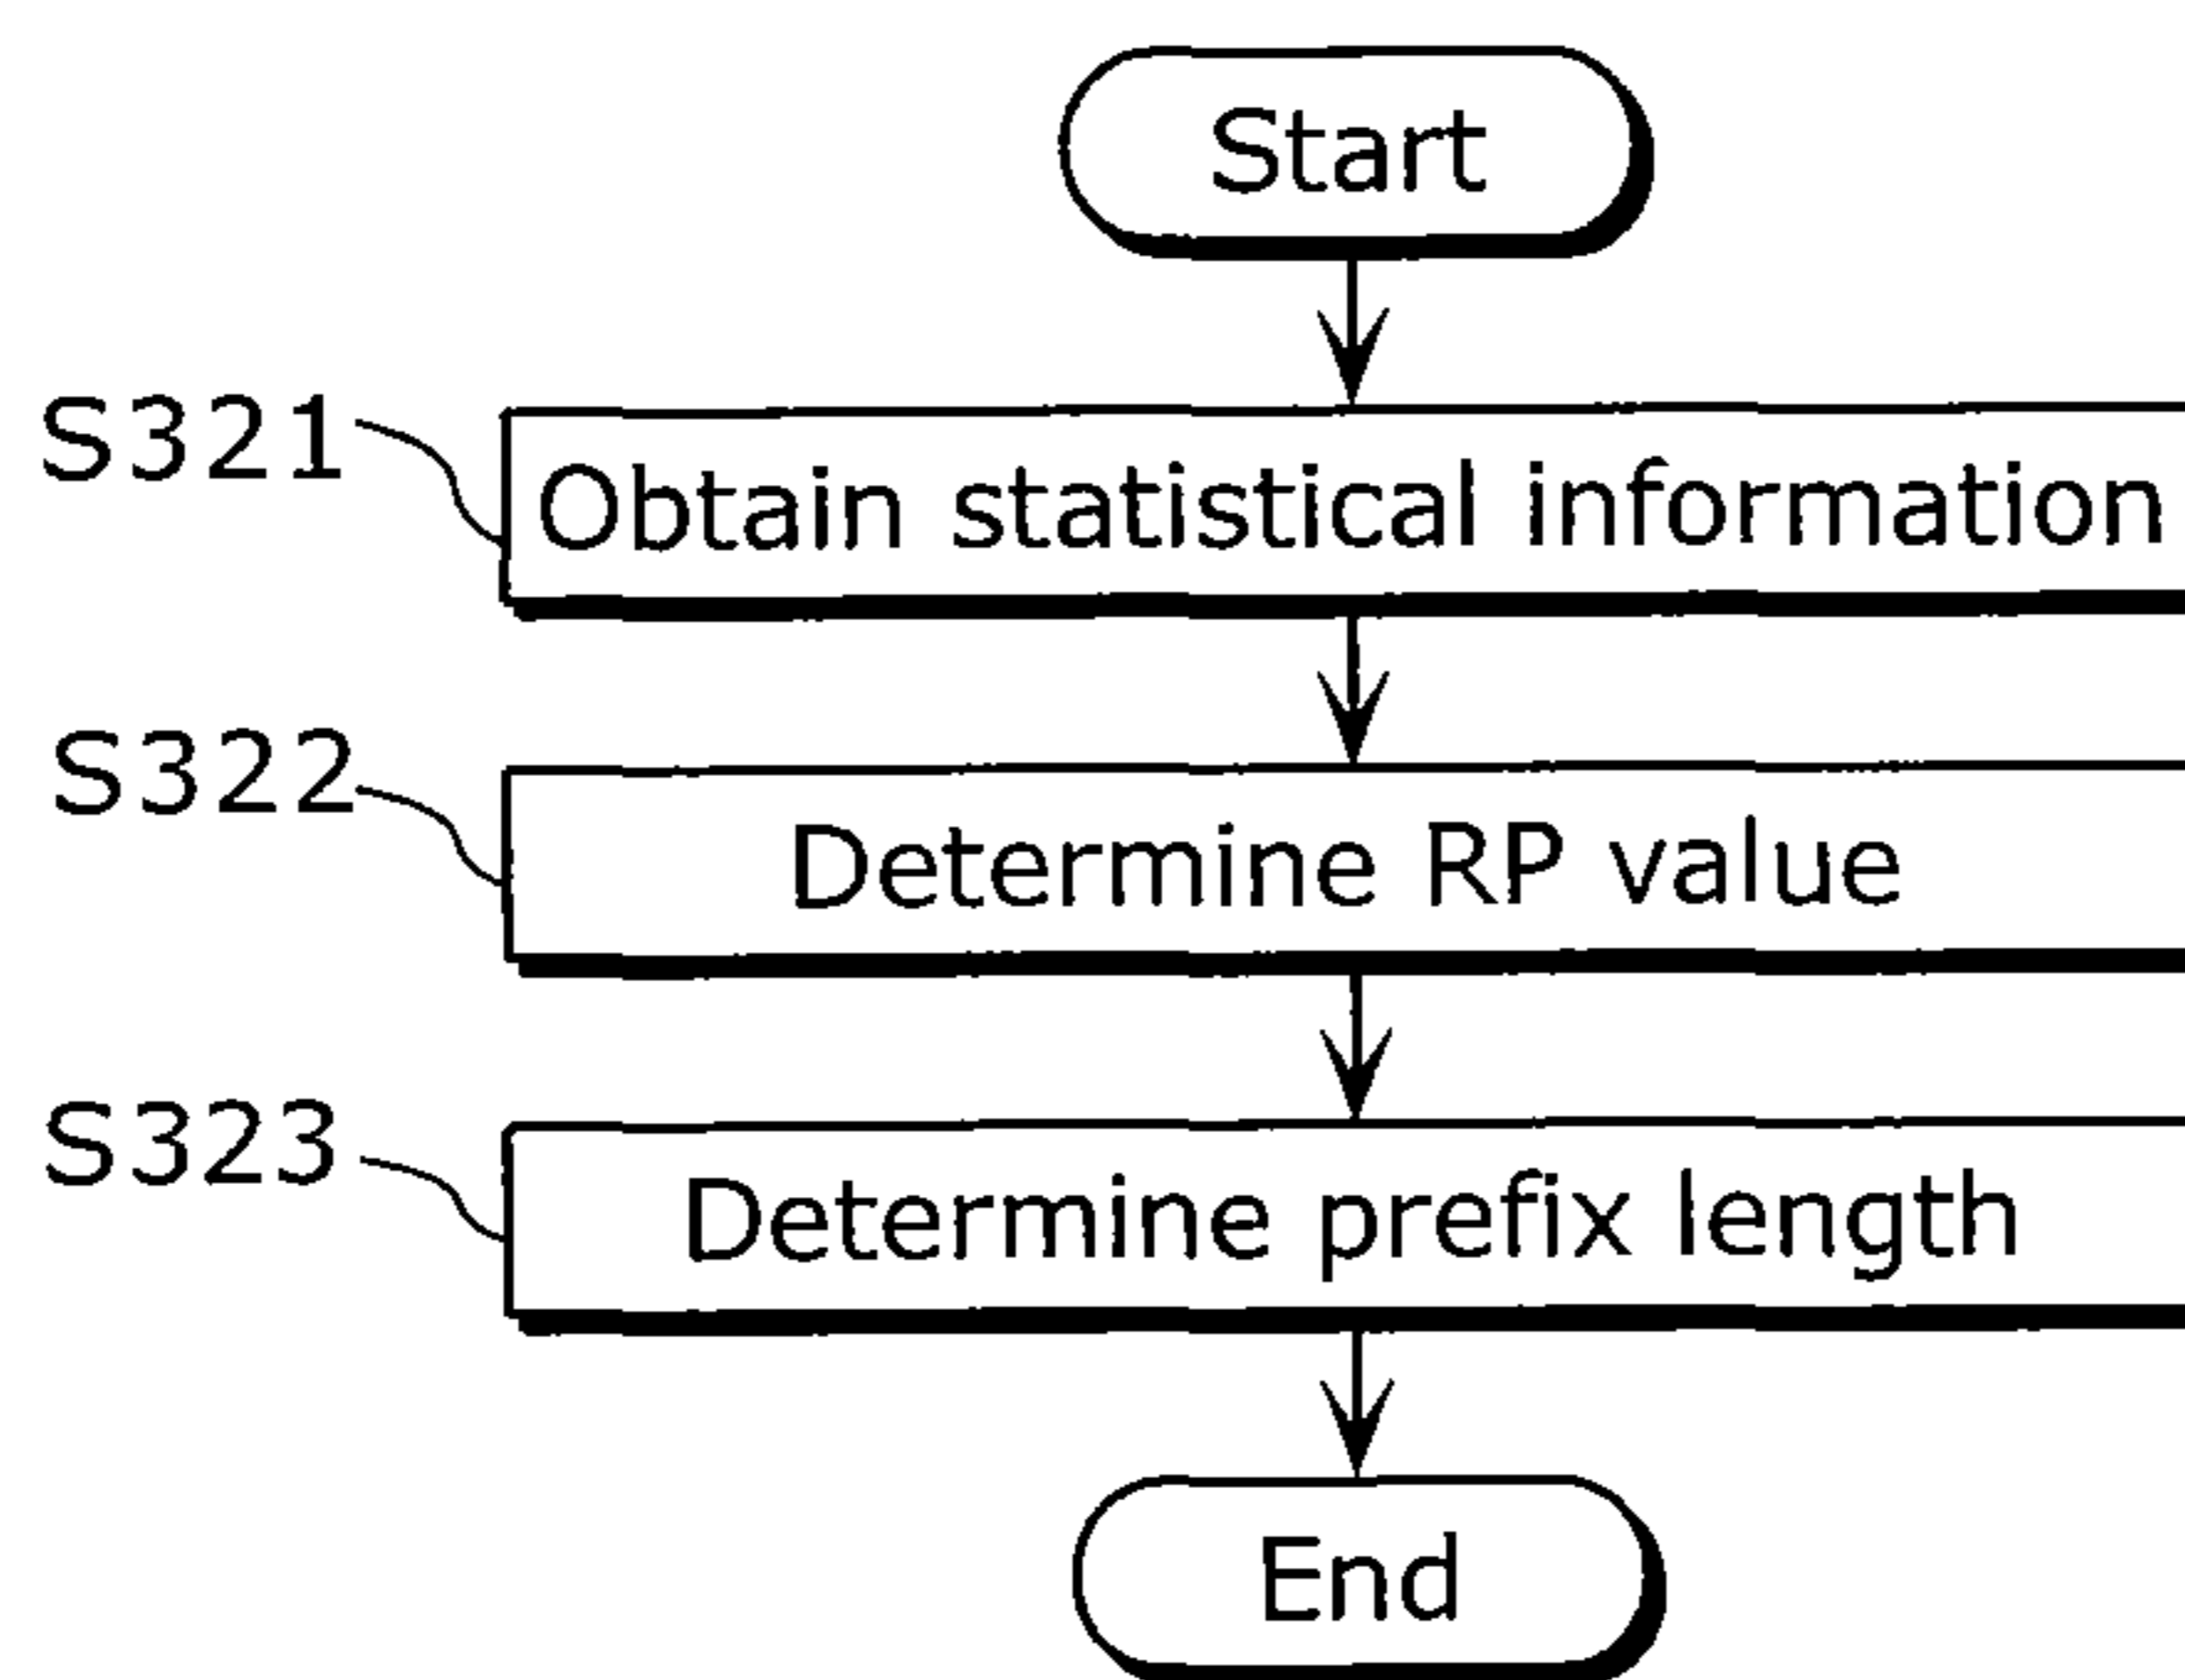 Start
S321
Obtain statistical information
S322
Determine RP value
S323
Determine prefix length
End